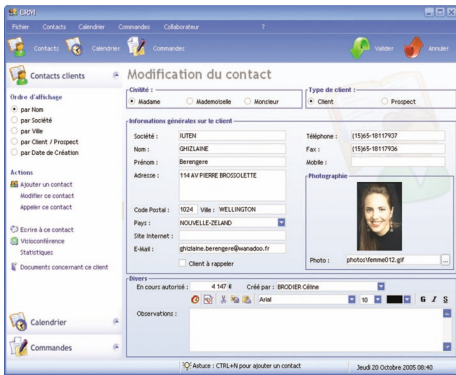 CRM
Fichier Contacts Calendrier Commandes Collaborateur ?
Contacts Calendrier Commandes Valider Annuler
Contacts clients
Ordre d'affichage
par Nom
par Société
par Ville
par Client / Prospect
par Date de Création
Actions
Ajouter un contact
Modifier ce contact
Appeler ce contact
Ecrire à ce contact
Visioconférence
Statistiques
Documents concernant ce client
Calendrier
Commandes
Modification du contact
Civilité :
Madame Mademoiselle Monsieur
Type de client :
Client Prospect
Informations générales sur le client
Société : IUTEN
Nom : GHIZLAINE
Prénom : Berengere
Adresse : 114 AV PIERRE BROSSOLETTE
Code Postal : 1024 Ville : WELLINGTON
Pays : NOUVELLE-ZELAND
Site Internet :
E-Mail : ghizlaine.berengere@wanadoo.fr
Client à rappeler
Téléphone : (15)65-18117937
Fax : (15)65-18117936
Mobile :
Photographie
Photo : photos\femme012.gif ...
Divers
En cours autorisé : 4 147 € Créé par : BRODIER Céline
Arial 10 G I S
Observations :
Astuce : CTRL+N pour ajouter un contact
Jeudi 20 Octobre 2005 08:40